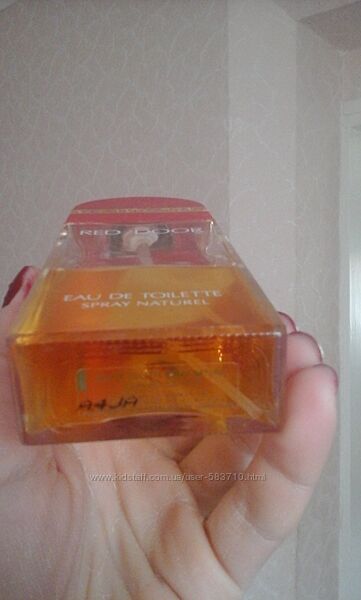 RED DOOR
EAU DE TOILETTE
SPRAY NATUREL
A4JA
www.kidstaff.com.ua/user-583710.html